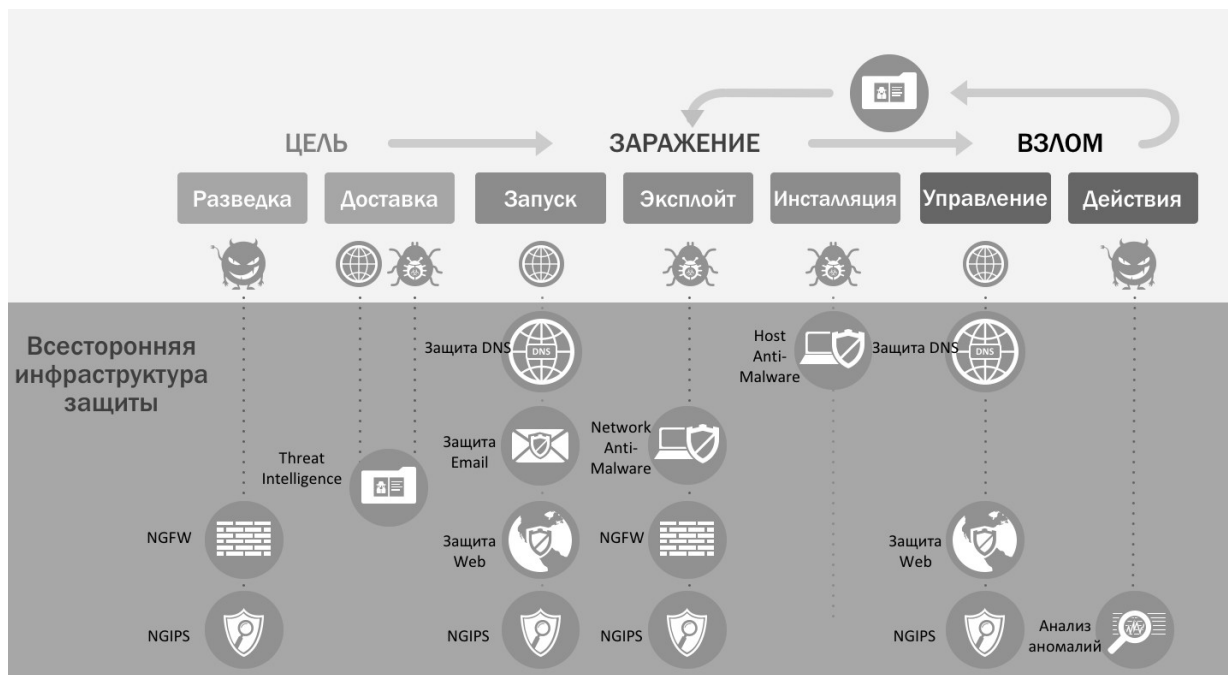 ЦЕЛЬ
ЗАРАЖЕНИЕ
ВЗЛОМ
Разведка
Доставка
Запуск
Эксплойт
Инсталляция
Управление
Действия
Всесторонняя
инфраструктура
защиты
Защита DNS
DNS
Host
Anti-
Malware
Защита DNS
DNS
Threat
Intelligence
Защита
Email
Network
Anti-
Malware
NGFW
Защита
Web
NGFW
Защита
Web
NGIPS
NGIPS
NGIPS
NGIPS
Анализ
аномалий